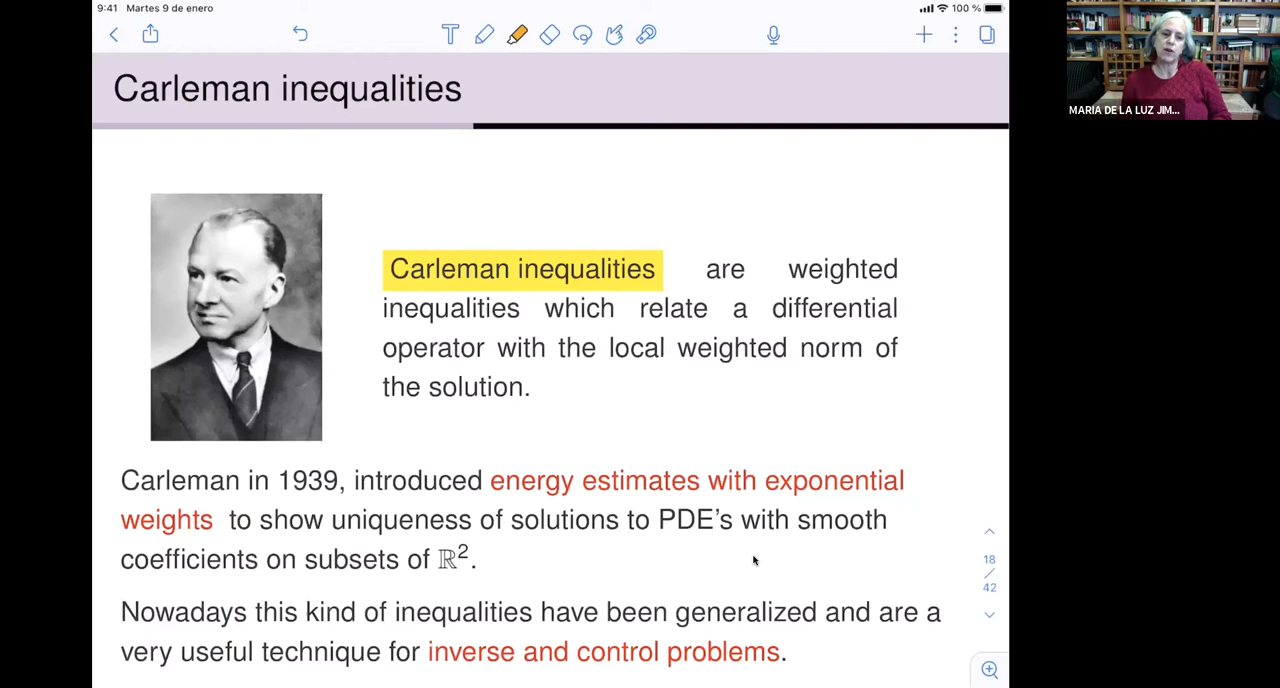 9:41 Martes 9 de enero
100 %
Carleman inequalities
Carleman inequalities are weighted
inequalities which relate a differential
operator with the local weighted norm of
the solution.
Carleman in 1939, introduced energy estimates with exponential
weights to show uniqueness of solutions to PDE's with smooth
coefficients on subsets of ℝ².
Nowadays this kind of inequalities have been generalized and are a
very useful technique for inverse and control problems.
18
/
42
MARIA DE LA LUZ JIM...